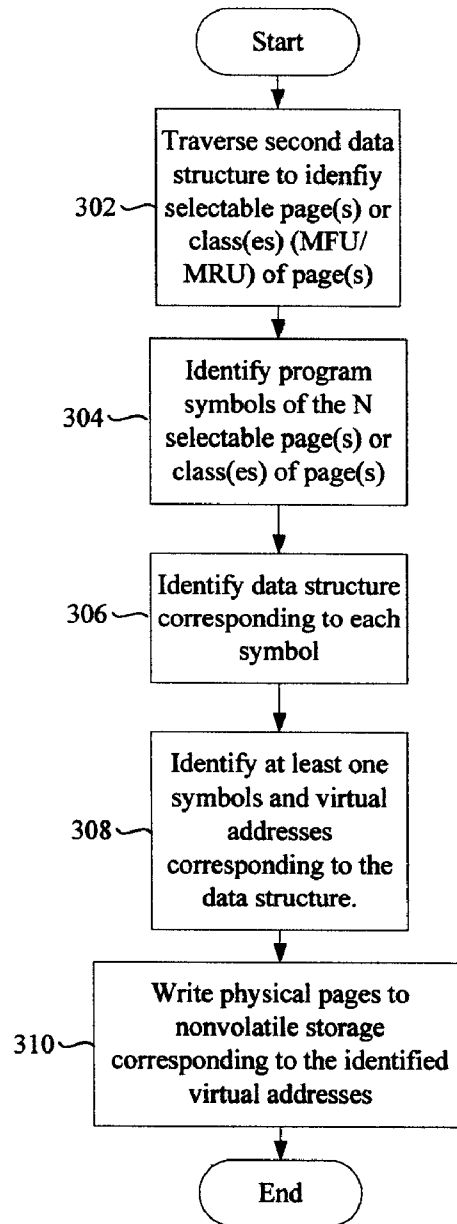 Start
Traverse second data
structure to idenfiy
302
selectable page(s) or
class(es) (MFU/
MRU) of page(s)
Identify program
symbols of the N
304
selectable page(s) or
class(es) of page(s)
Identify data structure
306
corresponding to each
symbol
Identify at least one
symbols and virtual
308
addresses
corresponding to the
data structure.
Write physical pages to
nonvolatile storage
310
corresponding to the identified
virtual addresses
End